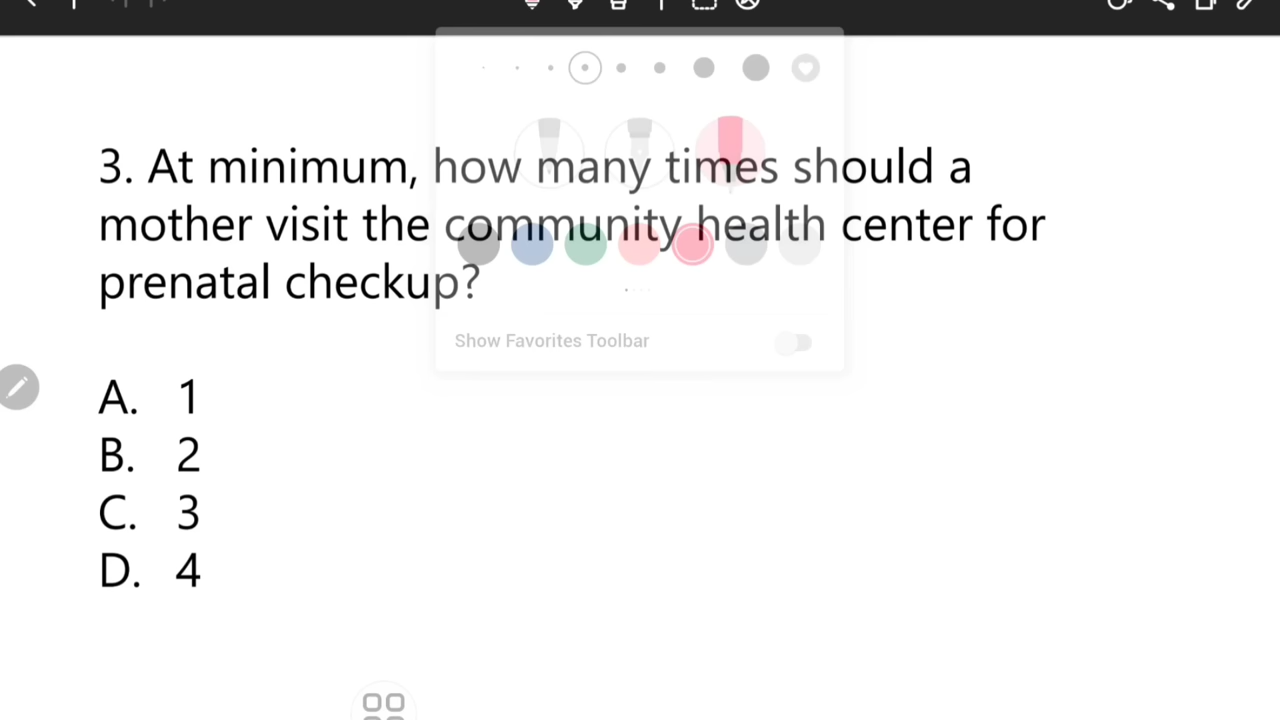 3. At minimum, how many times should a
mother visit the community health center for
prenatal checkup?
Show Favorites Toolbar
A. 1
B. 2
C. 3
D. 4